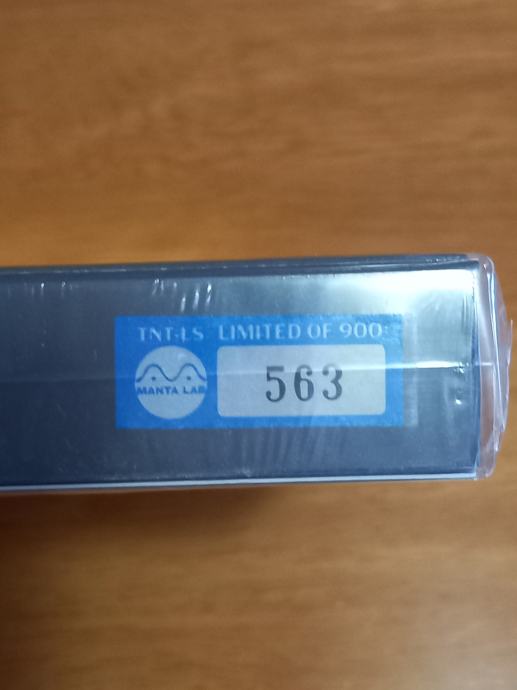 TNT-LS LIMITED OF 900
MANTA LAB
563